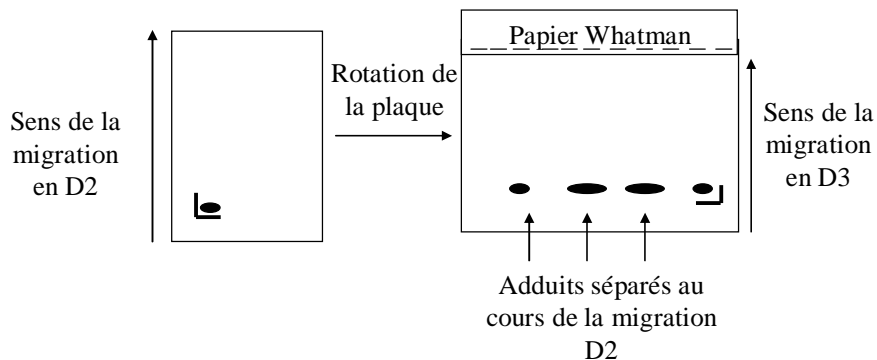 Sens de la
migration
en D2
Rotation de
la plaque
Papier Whatman
Sens de la
migration
en D3
Adduits séparés au
cours de la migration
D2